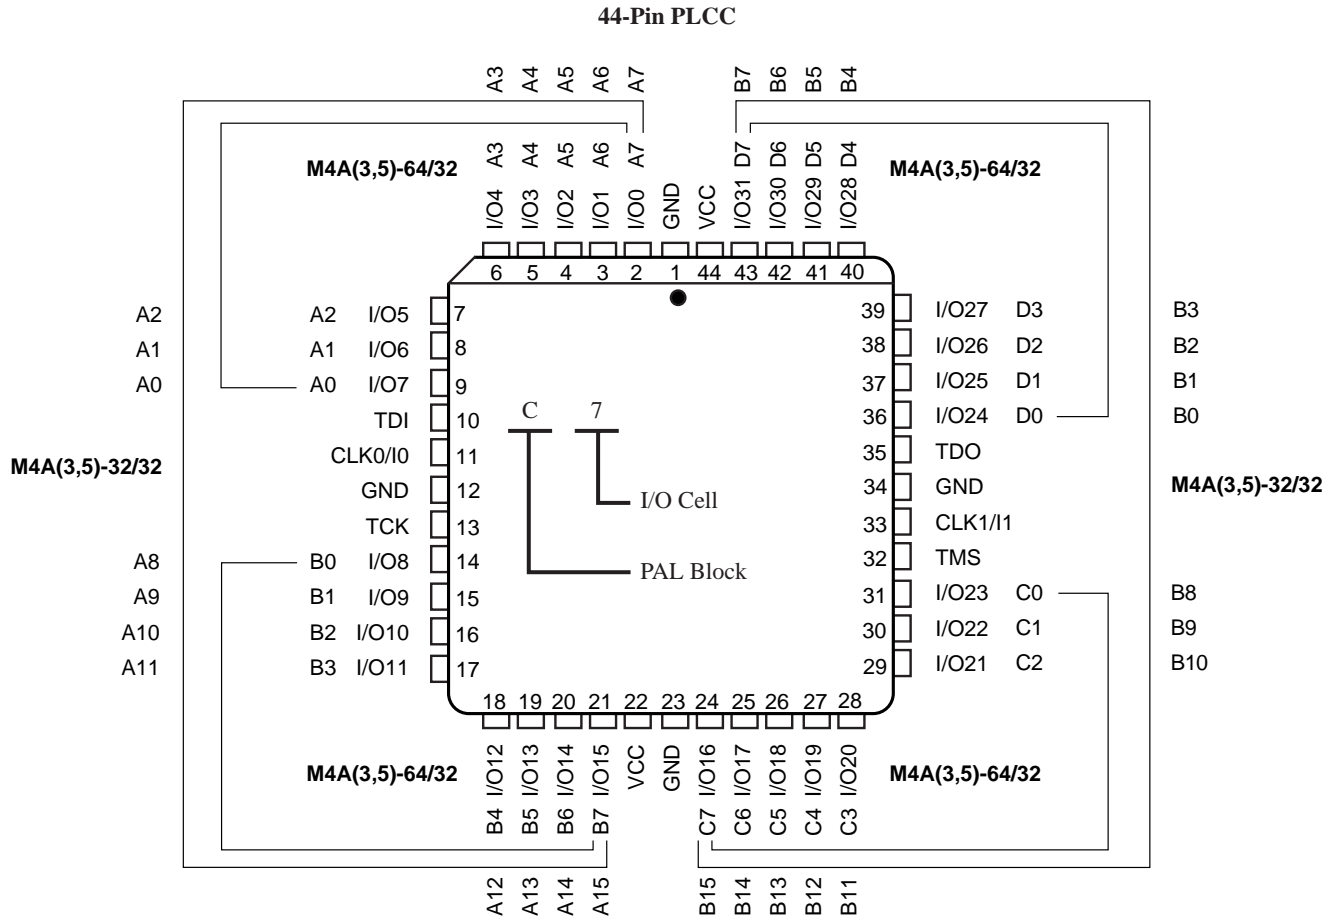 44-Pin PLCC
A3 A4 A5 A6 A7 B7 B6 B5 B4
M4A(3,5)-64/32 A3 A4 A5 A6 A7 D7 D6 D5 D4 M4A(3,5)-64/32
I/O4 I/O3 I/O2 I/O1 I/O0 GND VCC I/O31 I/O30 I/O29 I/O28
6 5 4 3 2 1 44 43 42 41 40
A2 A2 I/O5 7 39 I/O27 D3 B3
A1 A1 I/O6 8 38 I/O26 D2 B2
A0 A0 I/O7 9 37 I/O25 D1 B1
TDI 10 C 7 36 I/O24 D0 B0
CLK0/I0 11 35 TDO
M4A(3,5)-32/32 M4A(3,5)-32/32
GND 12 I/O Cell 34 GND
TCK 13 33 CLK1/I1
A8 B0 I/O8 14 PAL Block 32 TMS
A9 B1 I/O9 15 31 I/O23 C0 B8
A10 B2 I/O10 16 30 I/O22 C1 B9
A11 B3 I/O11 17 29 I/O21 C2 B10
18 19 20 21 22 23 24 25 26 27 28
M4A(3,5)-64/32 I/O12 I/O13 I/O14 I/O15 VCC GND I/O16 I/O17 I/O18 I/O19 I/O20 M4A(3,5)-64/32
B4 B5 B6 B7 C7 C6 C5 C4 C3
A12 A13 A14 A15 B15 B14 B13 B12 B11